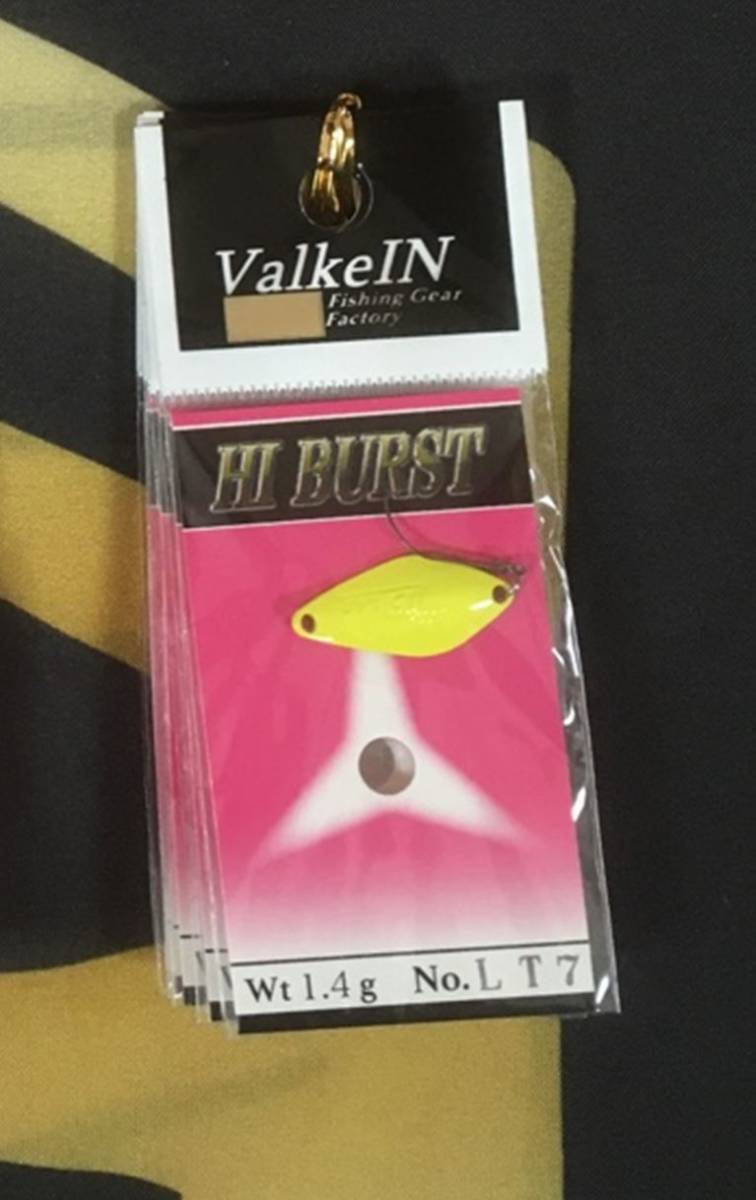 ValkeIN
Fishing Gear
Factory
HI BURST
Wt 1.4g No. L T 7